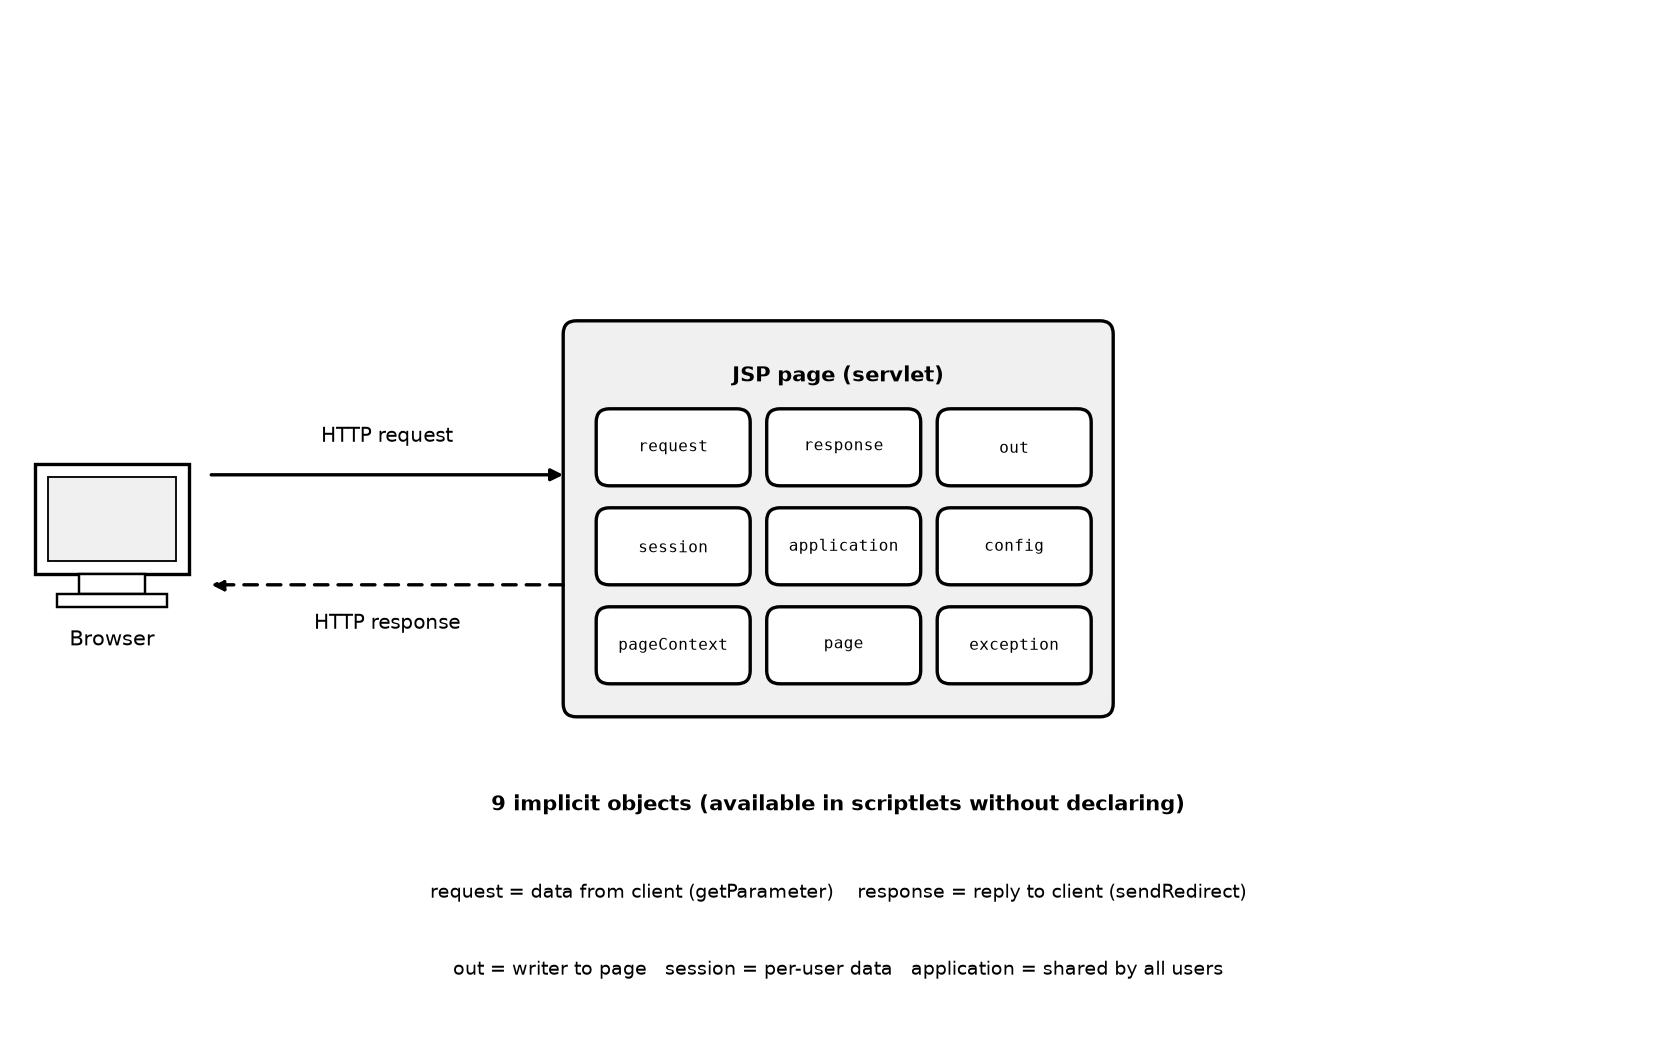 JSP page (servlet)
HTTP request
request
response
out
session
application
config
HTTP response
Browser
pageContext
page
exception
9 implicit objects (available in scriptlets without declaring)
request = data from client (getParameter)    response = reply to client (sendRedirect)
out = writer to page   session = per-user data   application = shared by all users